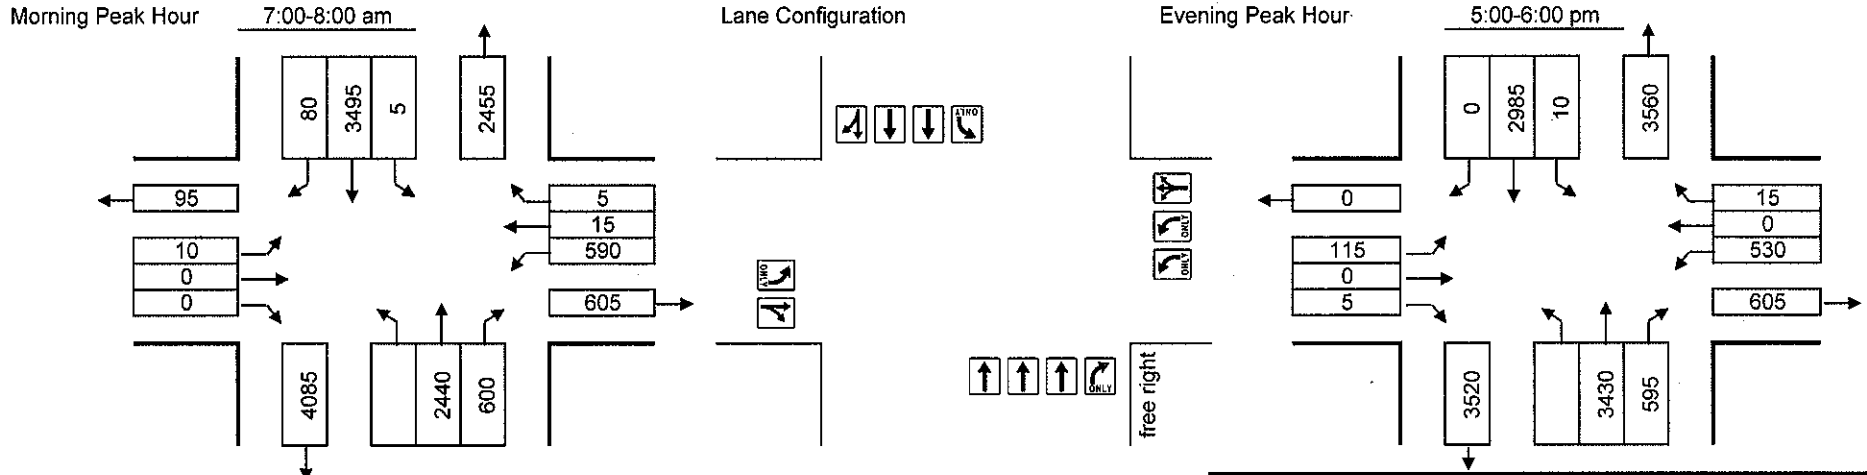 Morning Peak Hour 7:00-8:00 am Lane Configuration Evening Peak Hour 5:00-6:00 pm
80 3495 5 2455
ONLY
0 2985 10 3560
95
5
15
590
10
0
0
605
ONLY
ONLY
ONLY
0
15
0
530
115
0
5
605
4085
2440 600
ONLY
free right
3520
3430 595